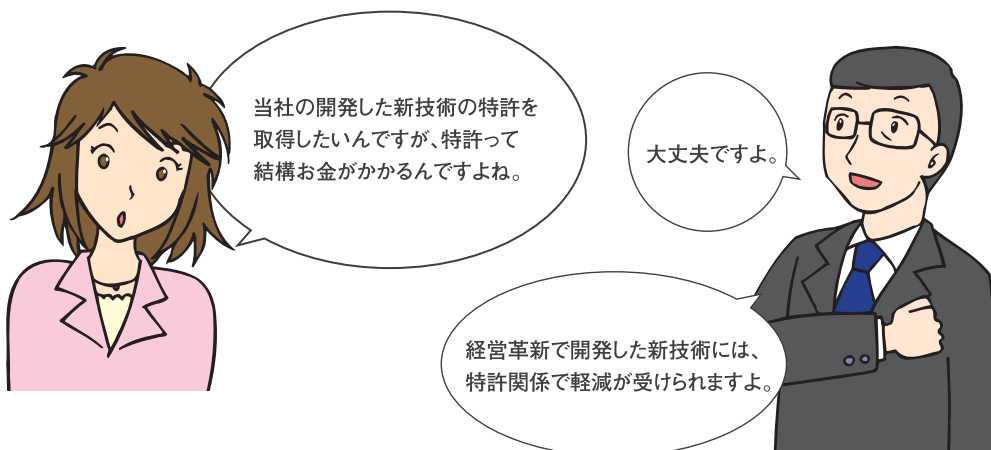 当社の開発した新技術の特許を
取得したいんですが、特許って
結構お金がかかるんですよね。
大丈夫ですよ。
経営革新で開発した新技術には、
特許関係で軽減が受けられますよ。